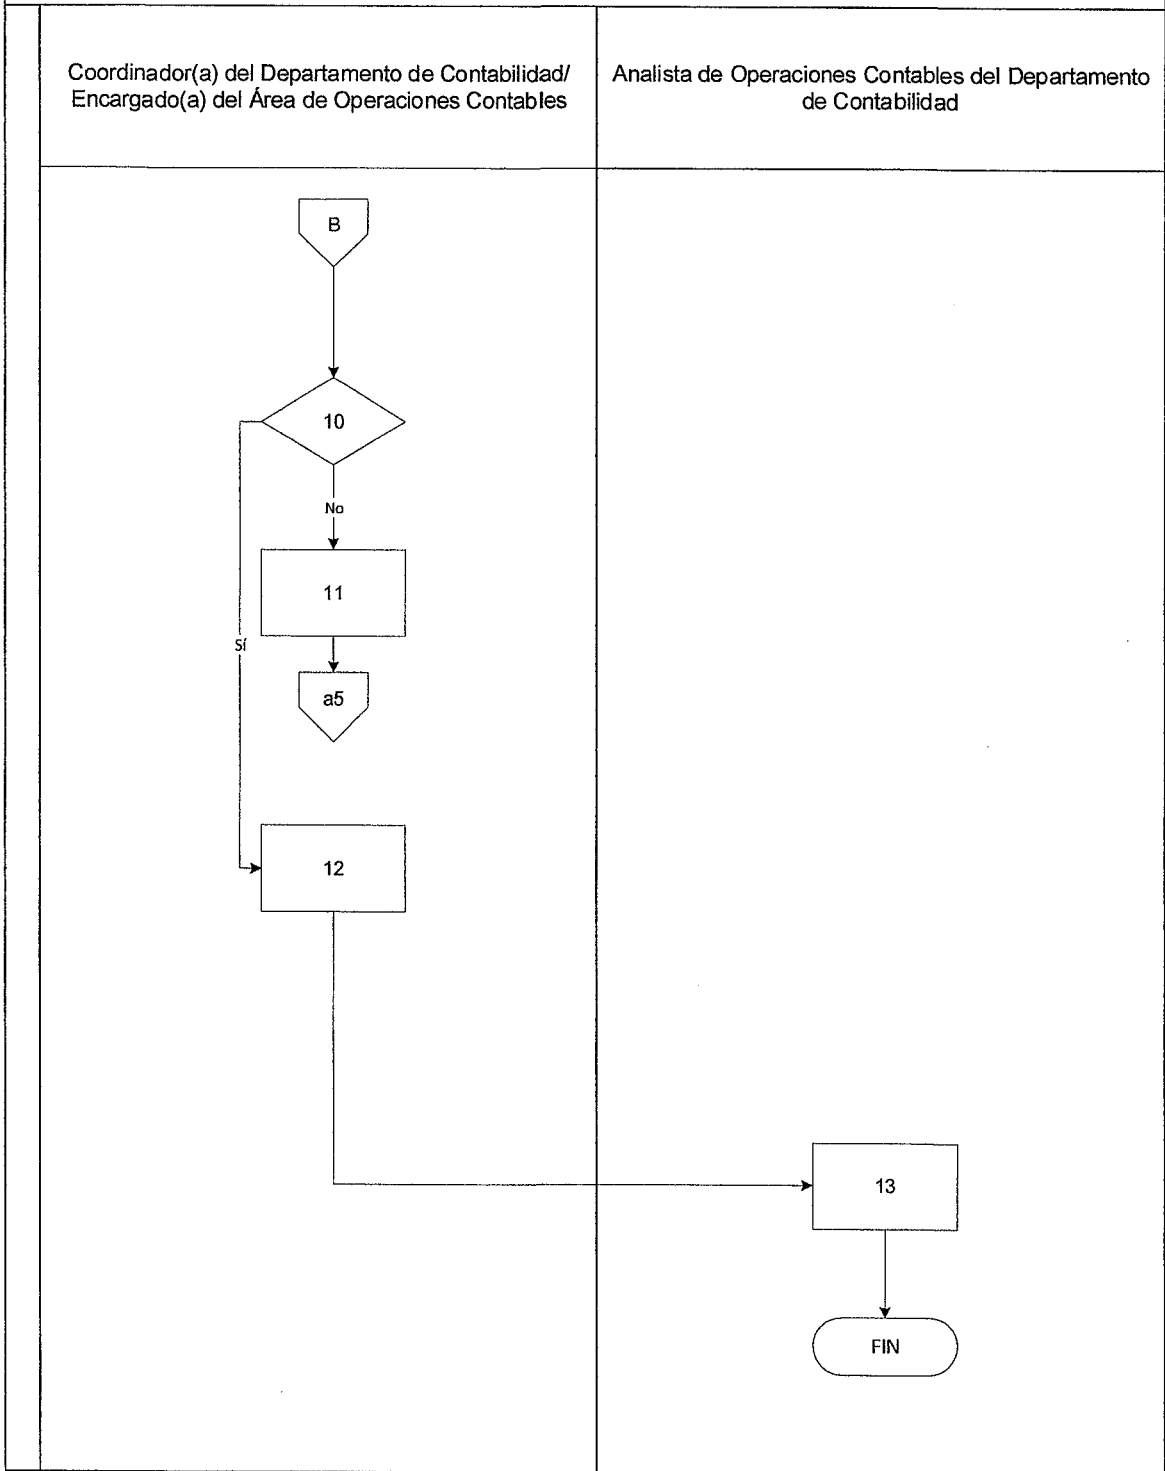 Coordinador(a) del Departamento de Contabilidad/
Encargado(a) del Área de Operaciones Contables
Analista de Operaciones Contables del Departamento
de Contabilidad
B
10
No
11
Sí
a5
12
13
FIN